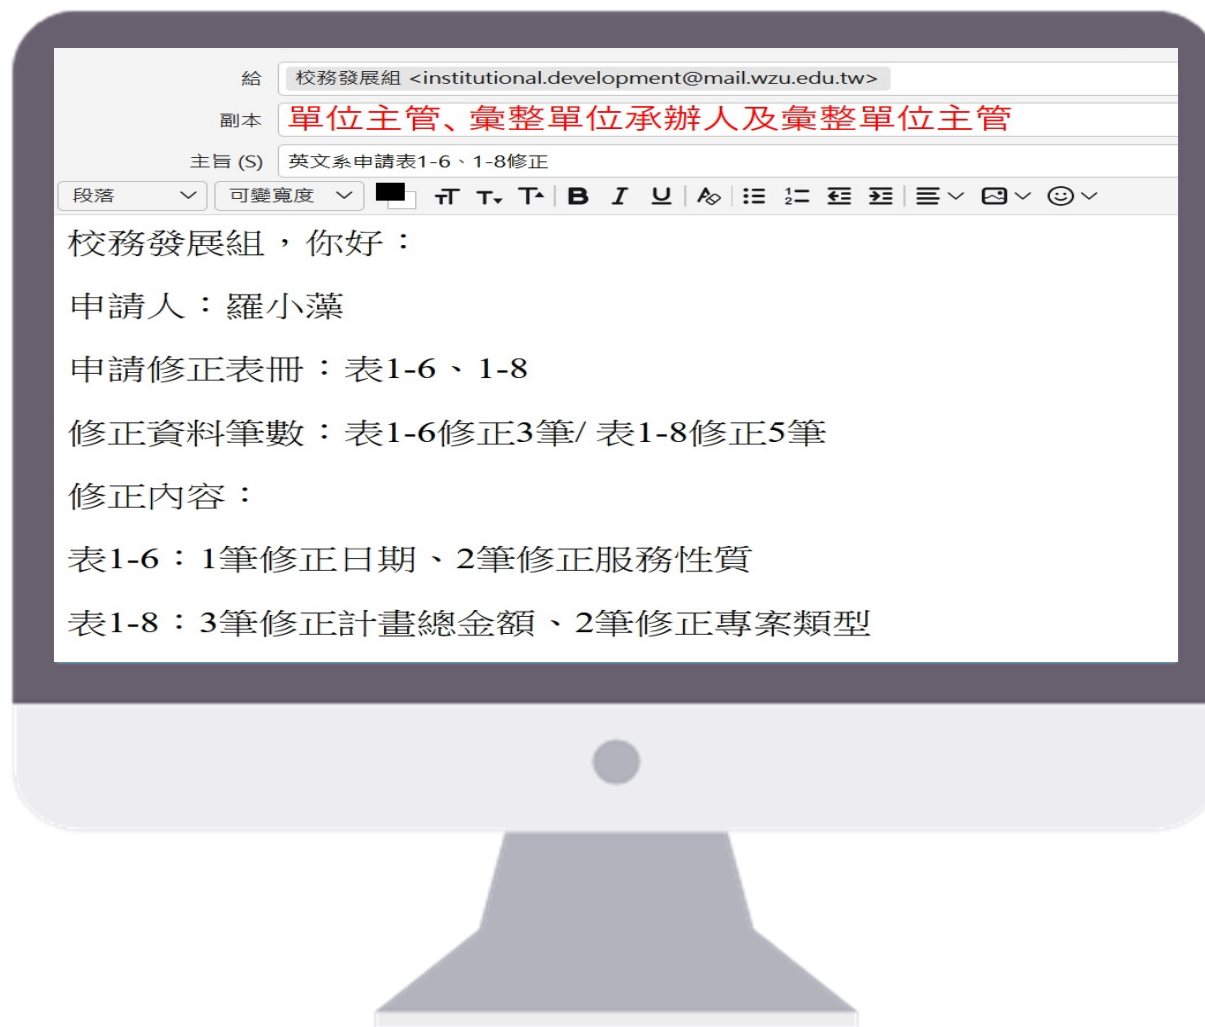 給 校務發展組 <institutional.development@mail.wzu.edu.tw>
副本 單位主管、彙整單位承辦人及彙整單位主管
主旨 (S) 英文系申請表1-6、1-8修正
段落 可變寬度
校務發展組，你好：
申請人：羅小藻
申請修正表冊：表1-6、1-8
修正資料筆數：表1-6修正3筆/ 表1-8修正5筆
修正內容：
表1-6：1筆修正日期、2筆修正服務性質
表1-8：3筆修正計畫總金額、2筆修正專案類型